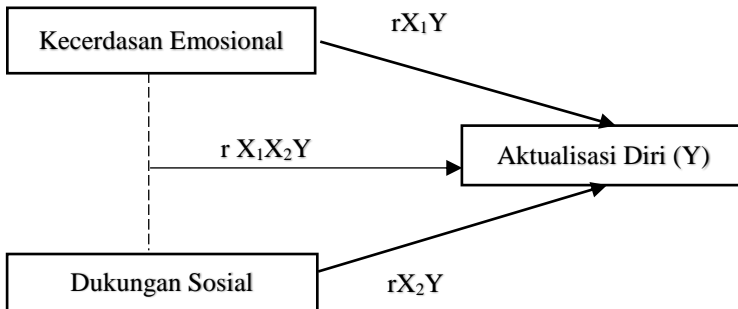 Kecerdasan Emosional
rX₁Y
r X₁X₂Y
Aktualisasi Diri (Y)
Dukungan Sosial
rX₂Y